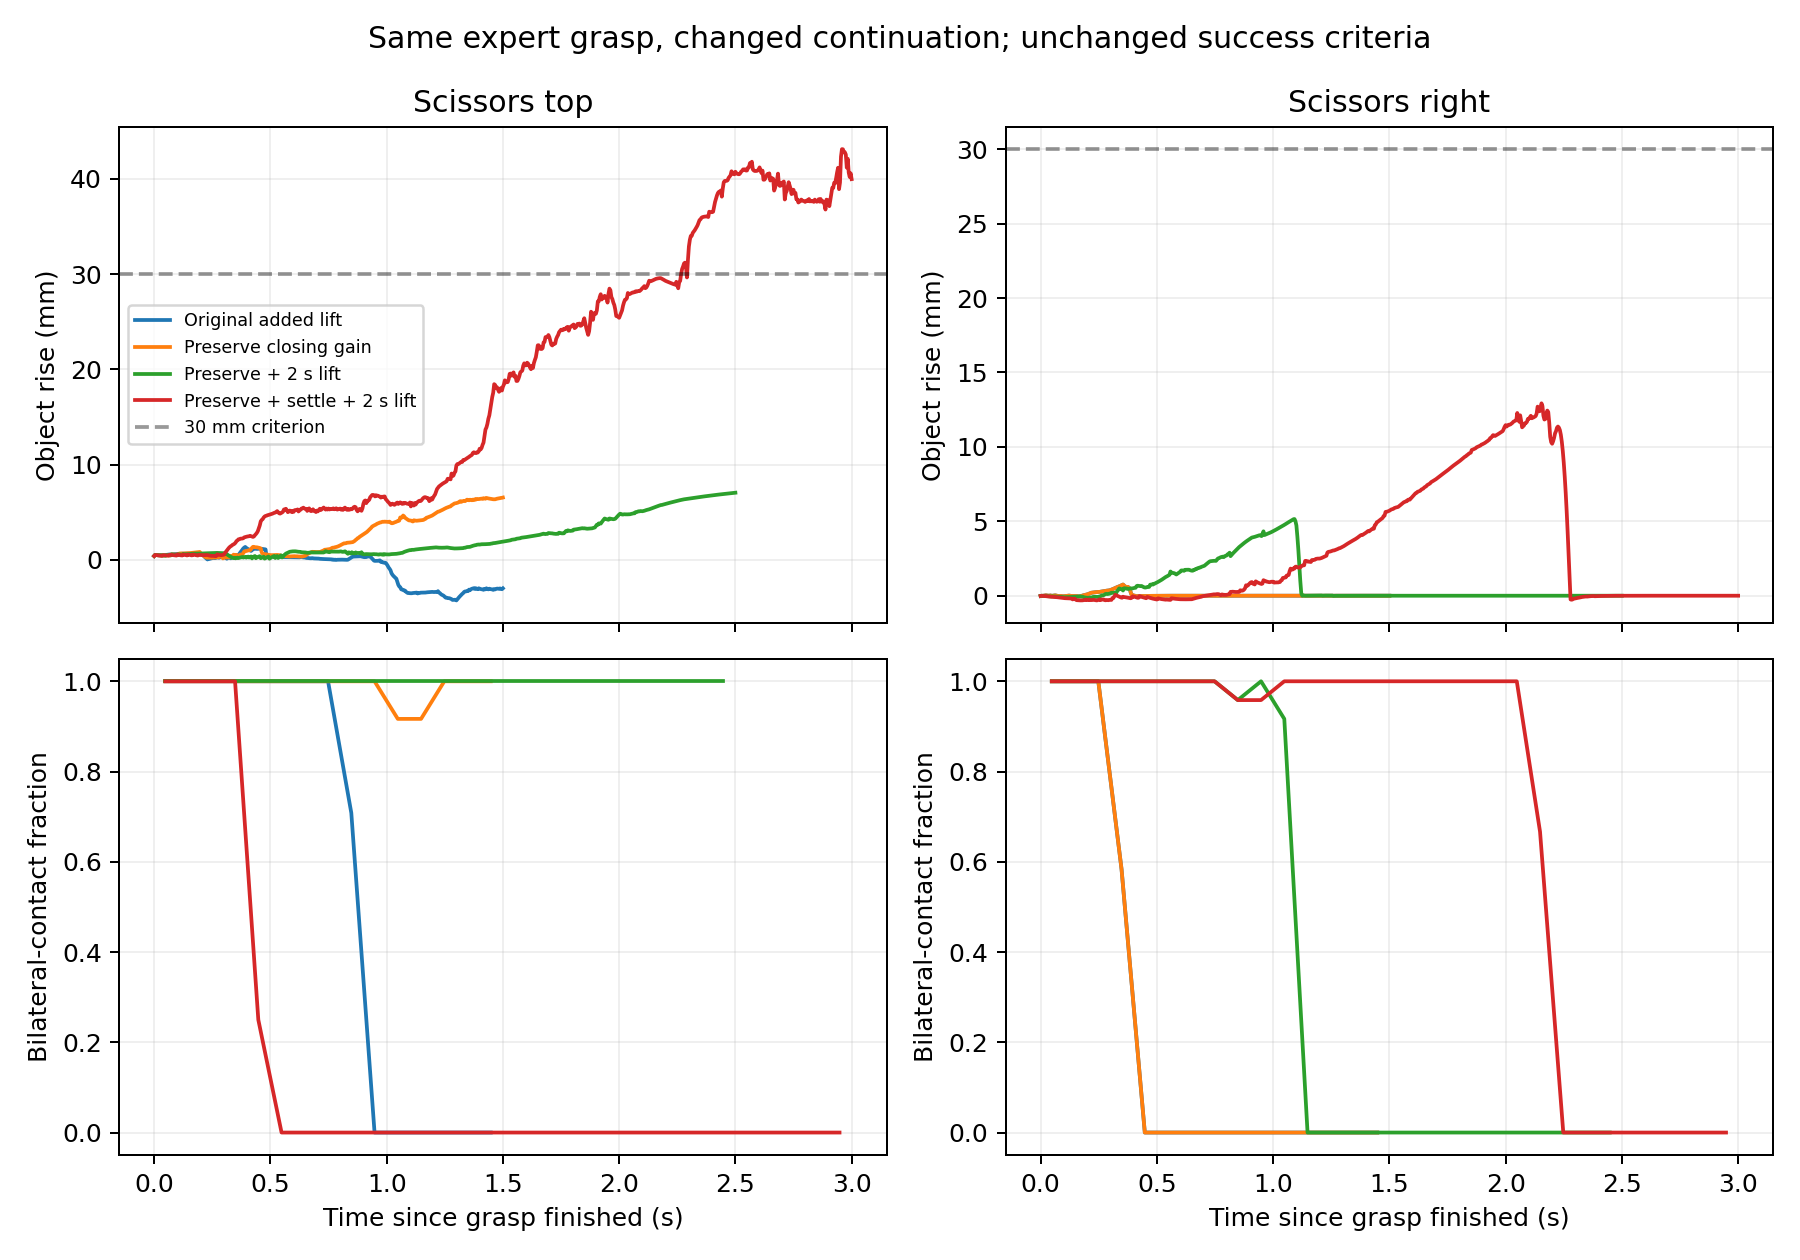 Same expert grasp, changed continuation; unchanged success criteria
Scissors top
Scissors right
Object rise (mm)
40
30
20
10
0
Original added lift
Preserve closing gain
Preserve + 2 s lift
Preserve + settle + 2 s lift
30 mm criterion
Object rise (mm)
30
25
20
15
10
5
0
Bilateral-contact fraction
1.0
0.8
0.6
0.4
0.2
0.0
0.0 0.5 1.0 1.5 2.0 2.5 3.0
Time since grasp finished (s)
Bilateral-contact fraction
1.0
0.8
0.6
0.4
0.2
0.0
0.0 0.5 1.0 1.5 2.0 2.5 3.0
Time since grasp finished (s)